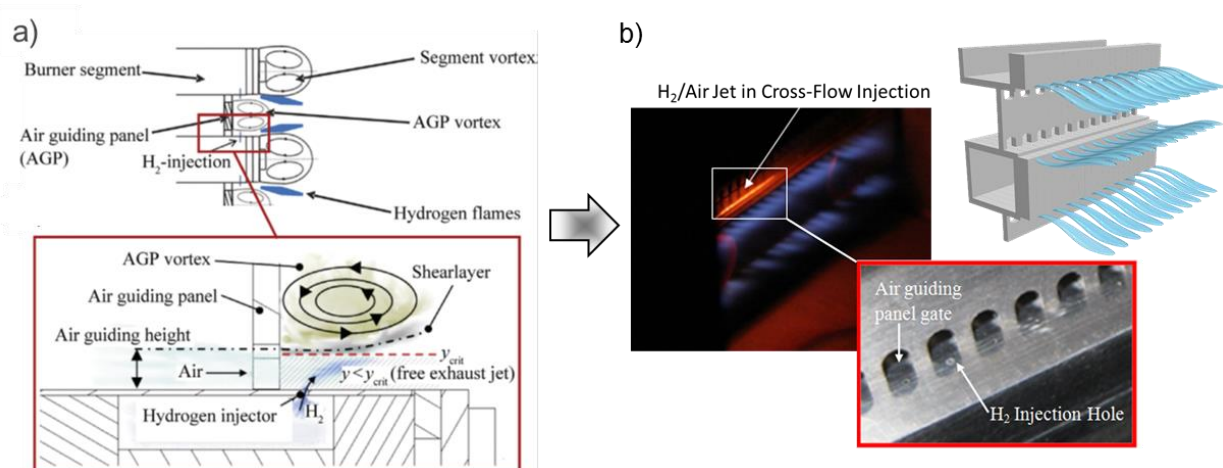 a)
Burner segment
Segment vortex
Air guiding panel
(AGP)
AGP vortex
H₂-injection
Hydrogen flames
AGP vortex
Shearlayer
Air guiding panel
Air guiding height
y_crit
Air
y<y_crit (free exhaust jet)
Hydrogen injector
H₂
b)
H₂/Air Jet in Cross-Flow Injection
Air guiding
panel gate
H₂ Injection Hole